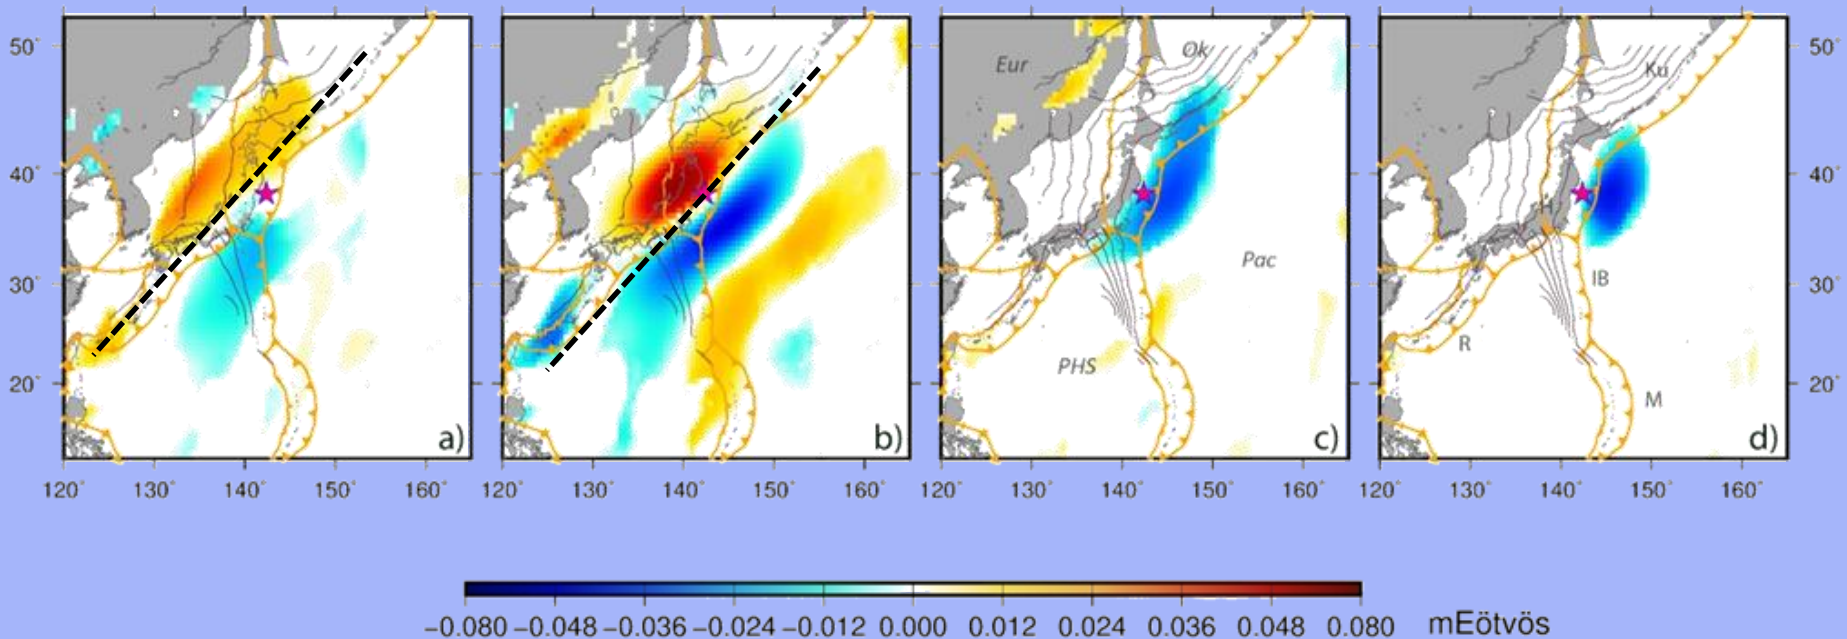 50° 50°
40° 40°
30° 30°
20° 20°
Eur Øk Pac PHS
Ku H IB R M
a) b) c) d)
120° 130° 140° 150° 160° 120° 130° 140° 150° 160° 120° 130° 140° 150° 160° 120° 130° 140° 150° 160°
−0.080 −0.048 −0.036 −0.024 −0.012 0.000 0.012 0.024 0.036 0.048 0.080 mEötvös